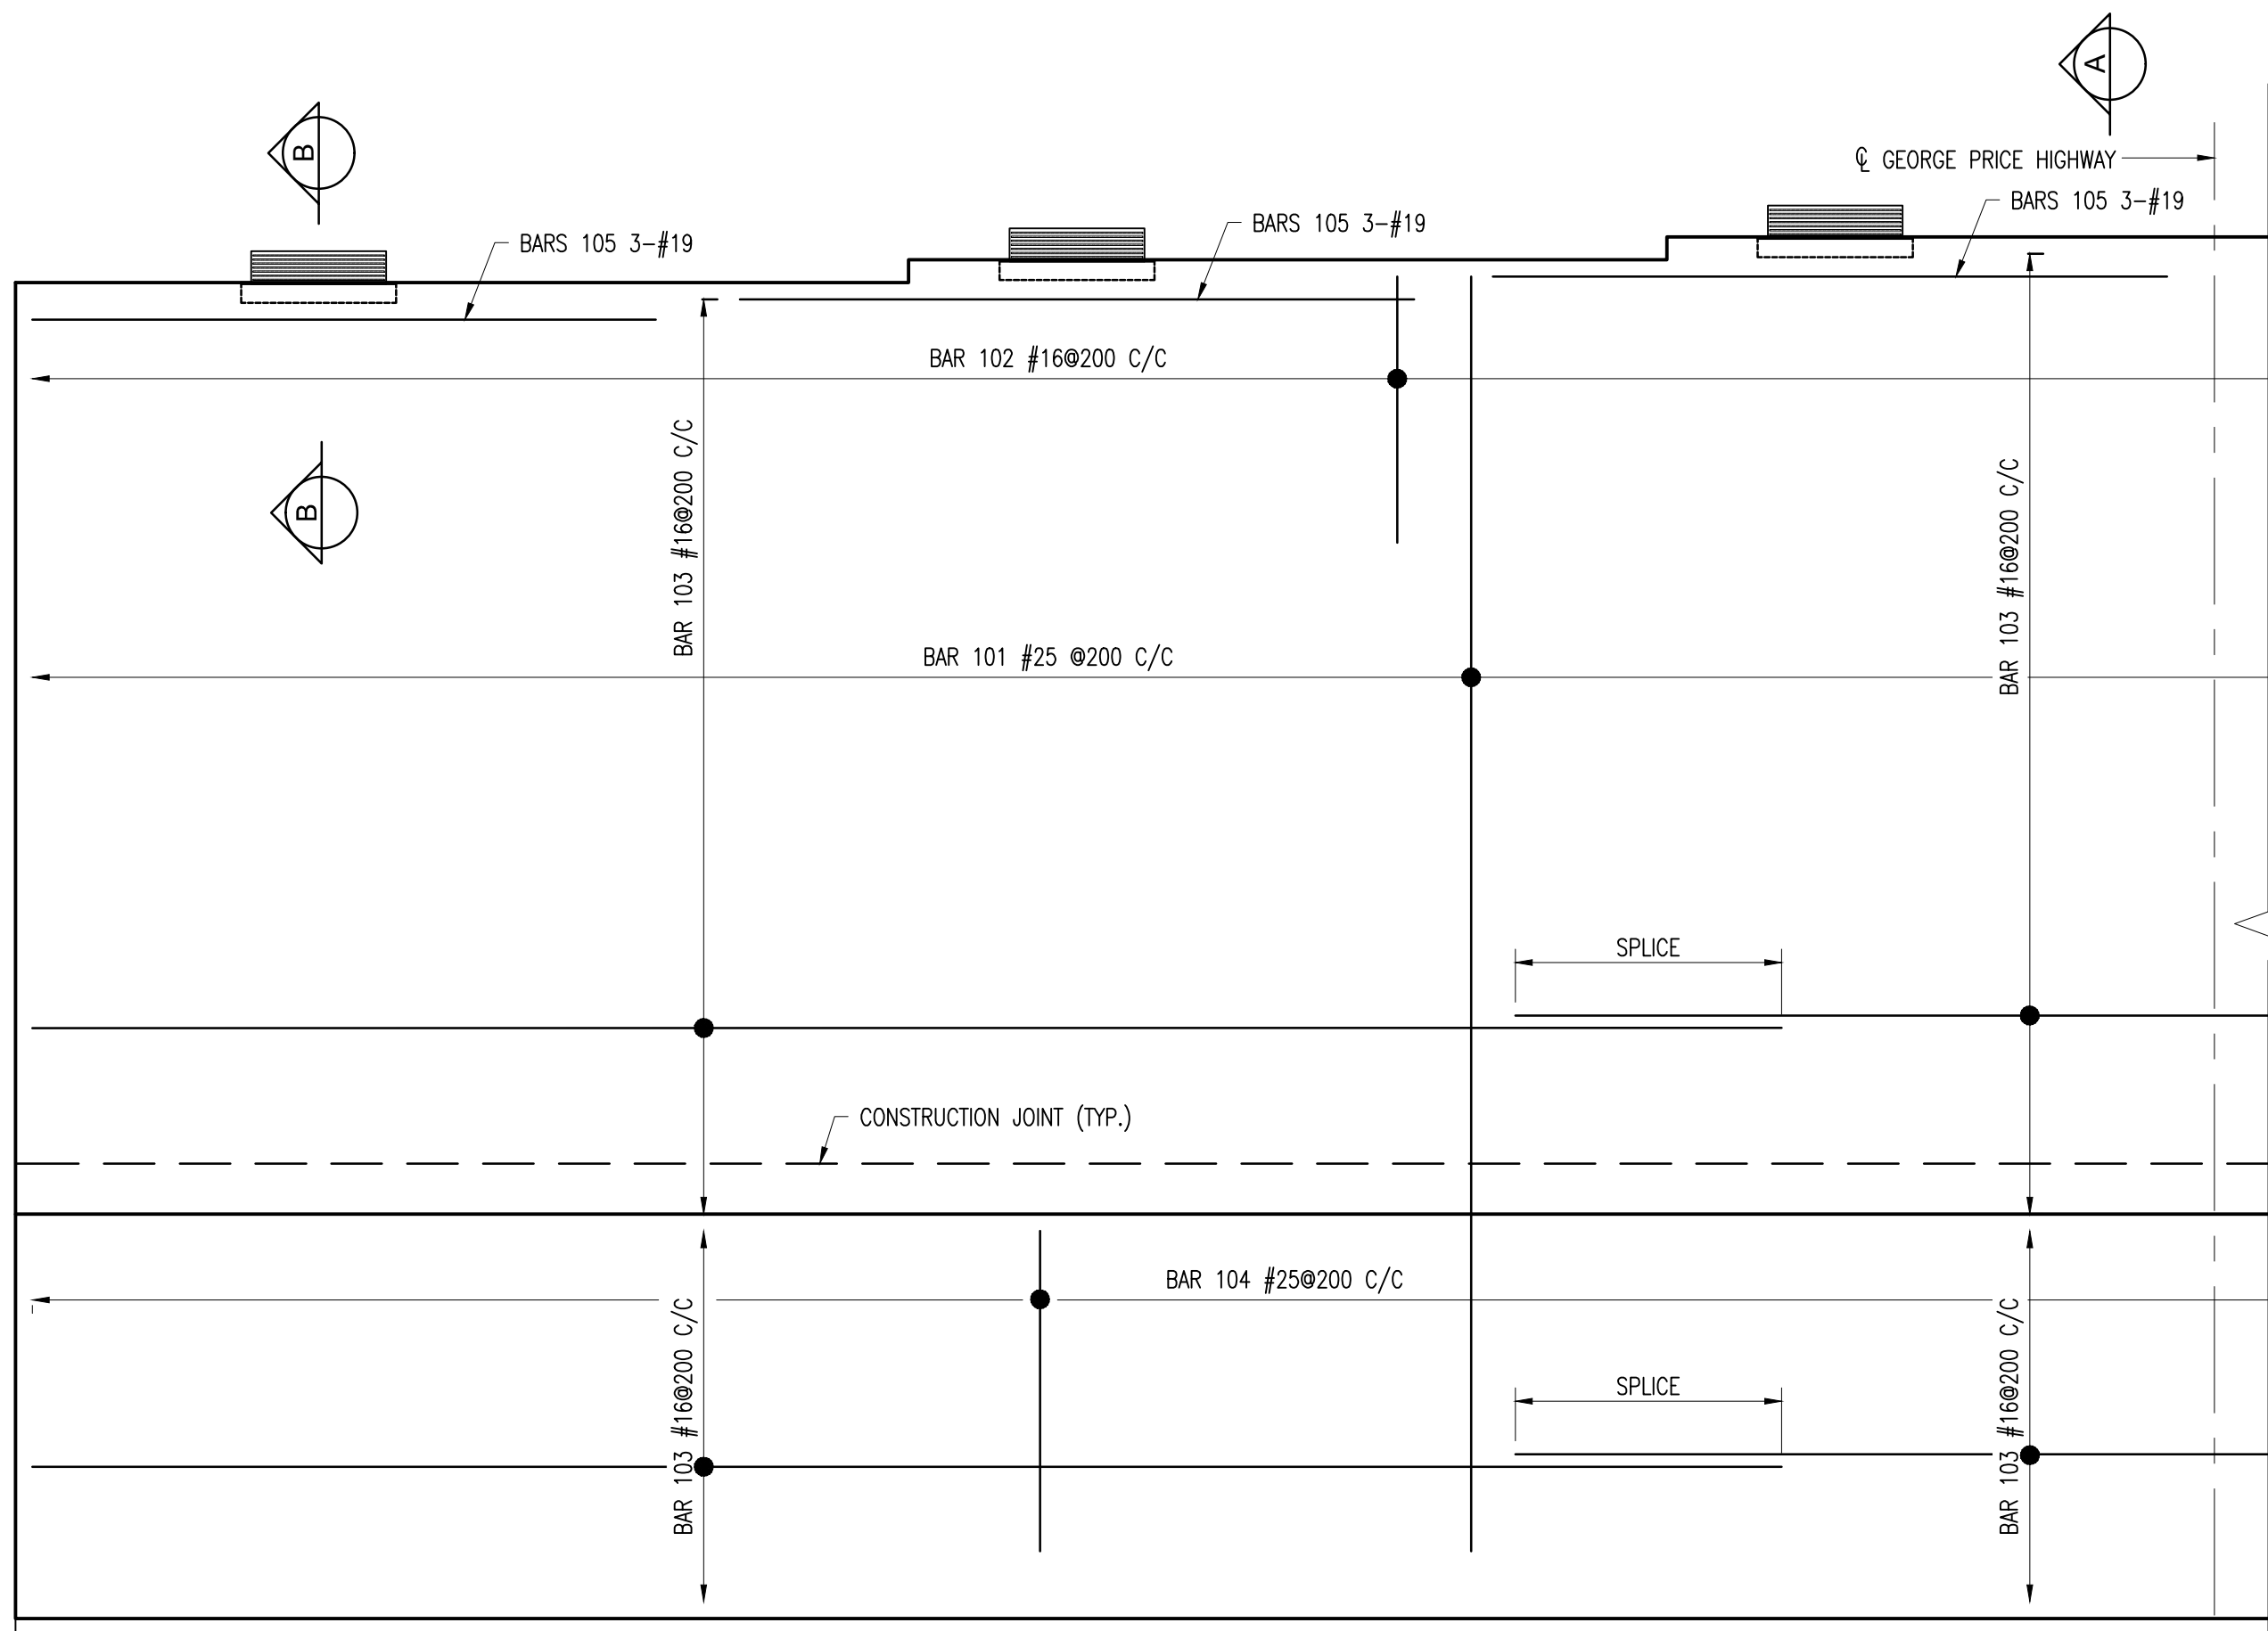 A
B
℄ GEORGE PRICE HIGHWAY
BARS 105 3-#19
BARS 105 3-#19
BARS 105 3-#19
BAR 102 #16@200 C/C
BAR 103 #16@200 C/C
BAR 103 #16@200 C/C
B
BAR 101 #25 @200 C/C
SPLICE
CONSTRUCTION JOINT (TYP.)
BAR 104 #25@200 C/C
BAR 103 #16@200 C/C
BAR 103 #16@200 C/C
SPLICE